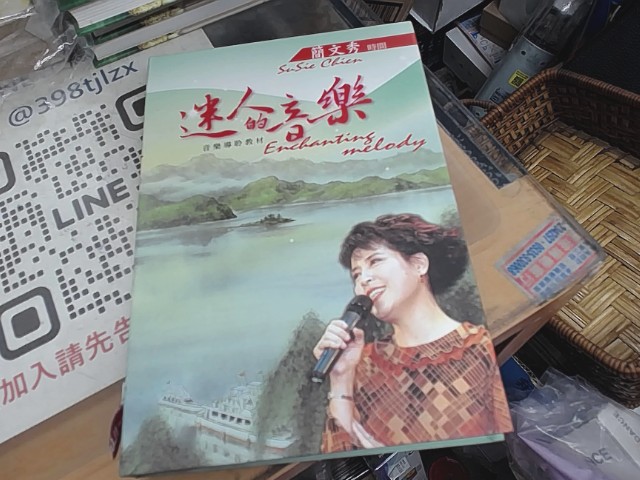 簡文秀 時間
SuSie Chien
迷人的音樂
音樂導聆教材
Enchanting
melody
@398tjlzx
LINE
加入請先告